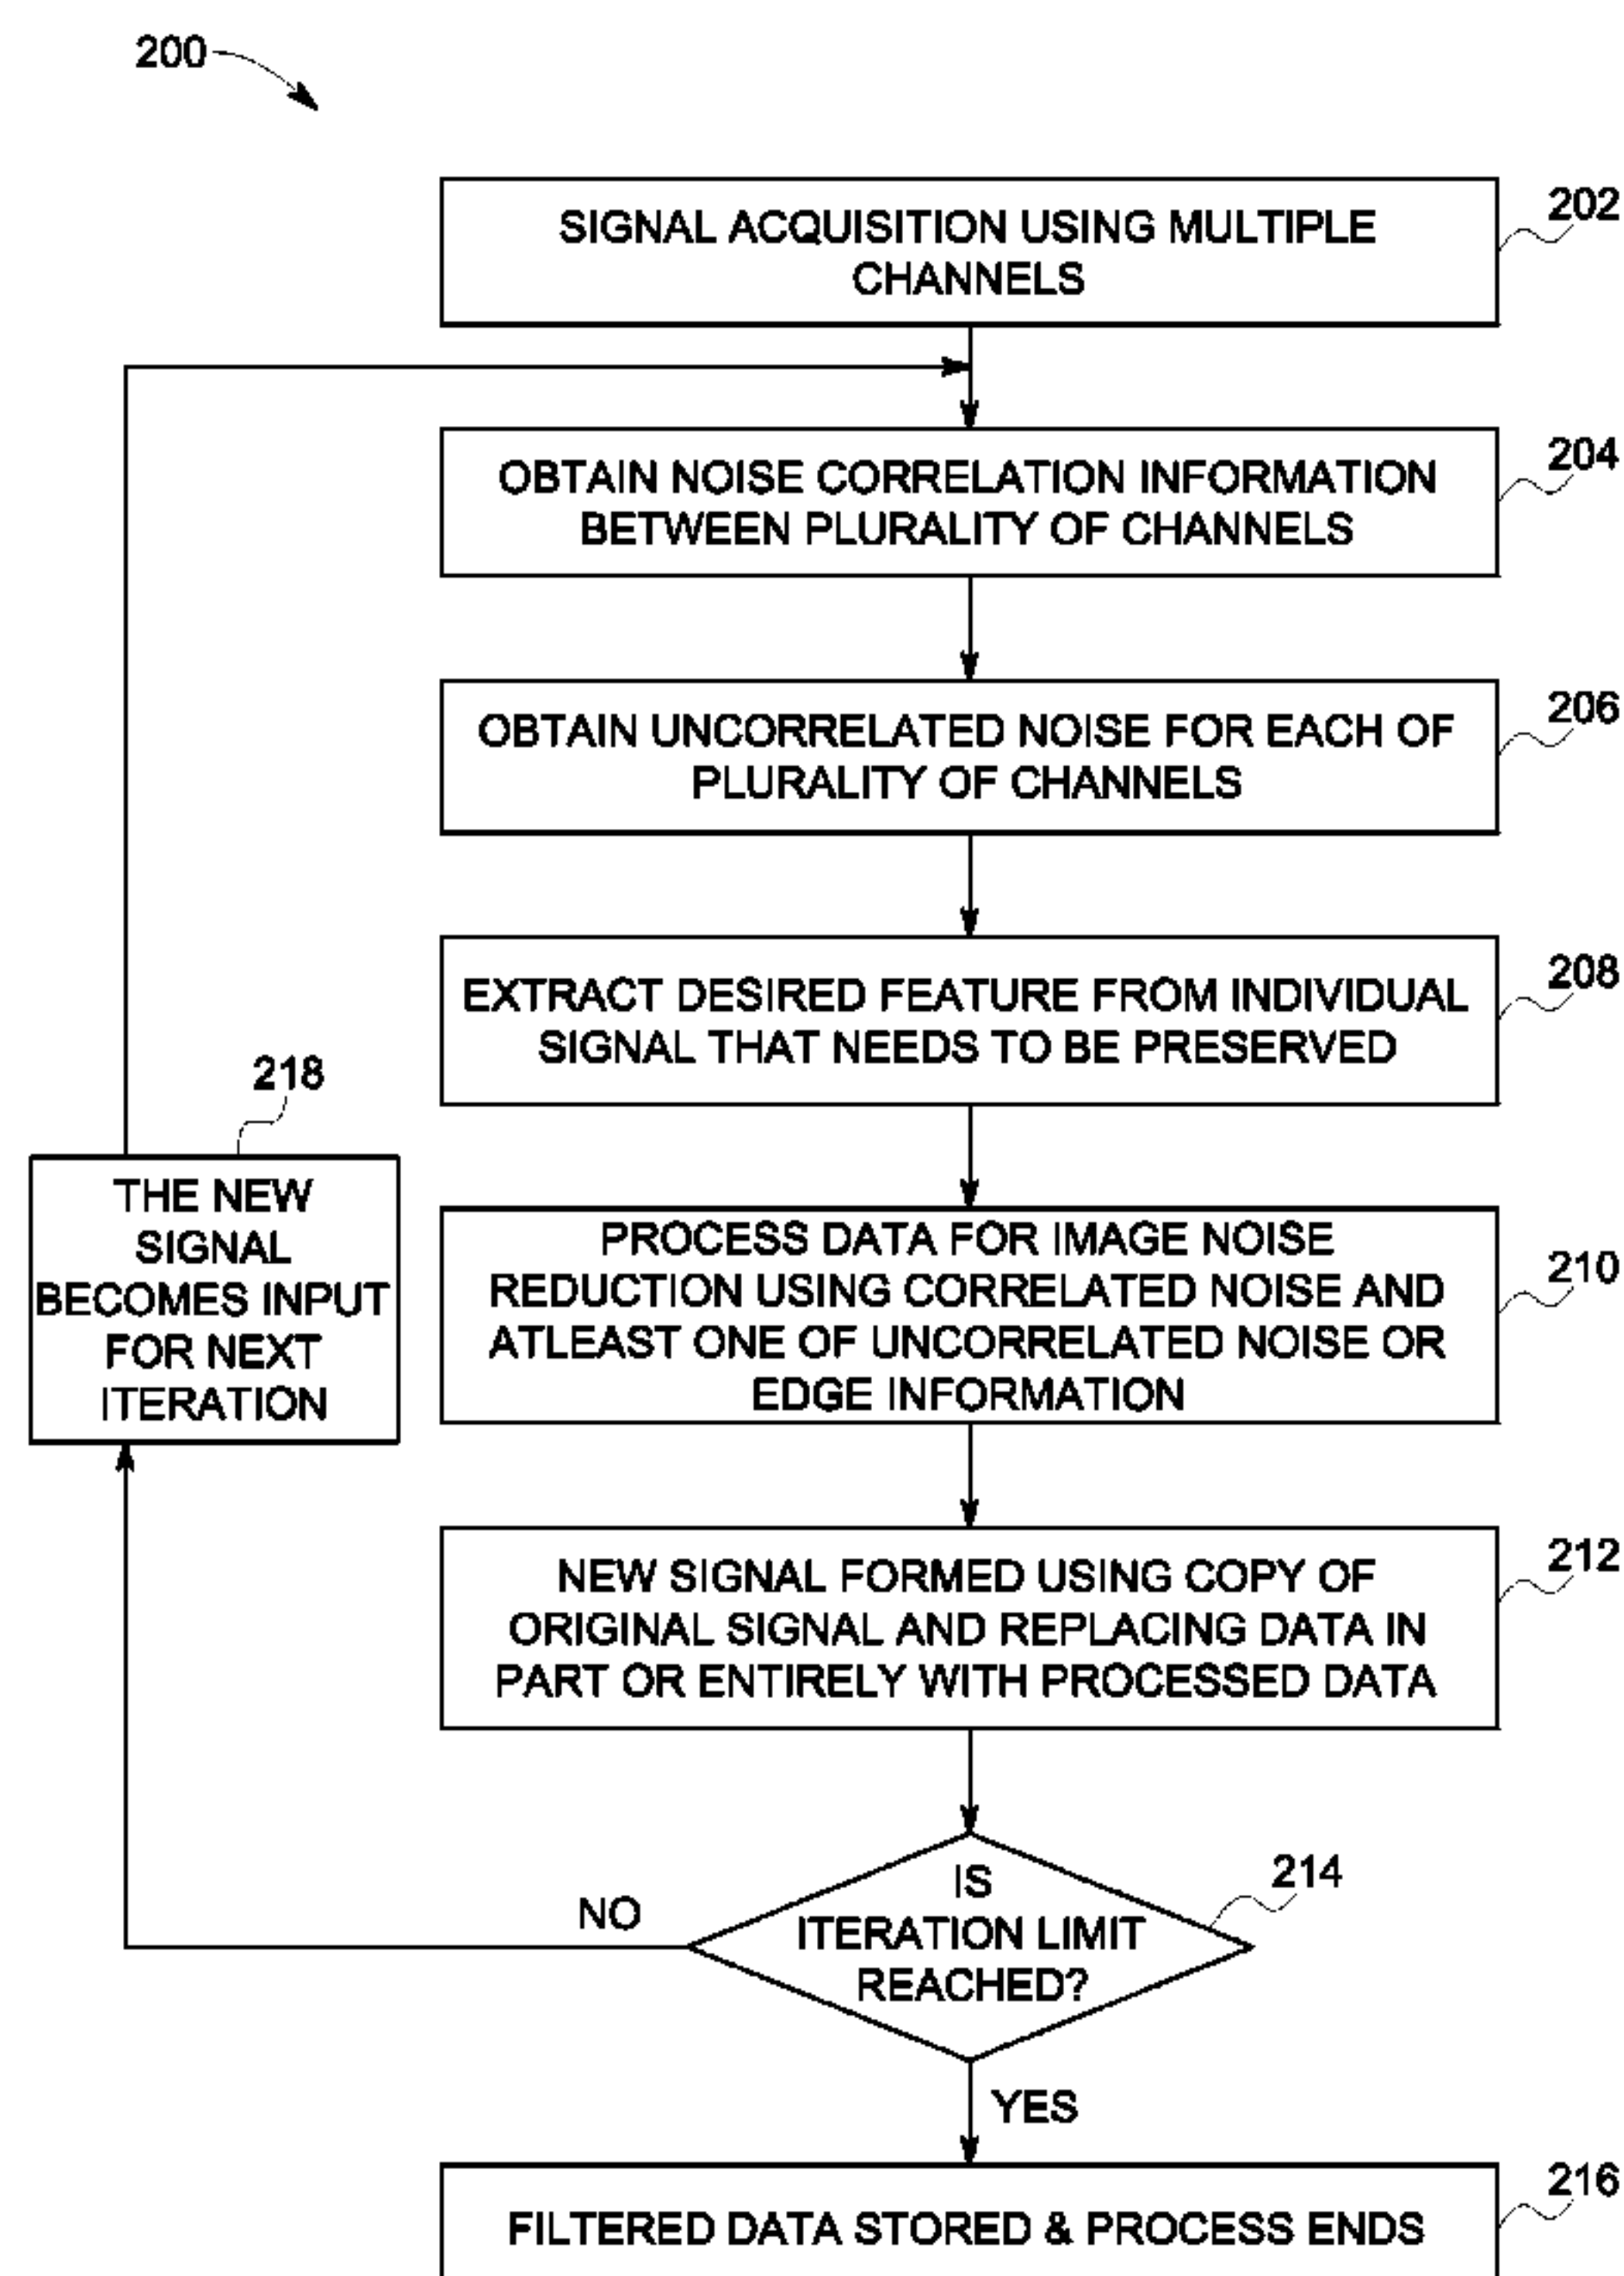 200
SIGNAL ACQUISITION USING MULTIPLE
CHANNELS
202
OBTAIN NOISE CORRELATION INFORMATION
BETWEEN PLURALITY OF CHANNELS
204
OBTAIN UNCORRELATED NOISE FOR EACH OF
PLURALITY OF CHANNELS
206
EXTRACT DESIRED FEATURE FROM INDIVIDUAL
SIGNAL THAT NEEDS TO BE PRESERVED
208
218
THE NEW
SIGNAL
BECOMES INPUT
FOR NEXT
ITERATION
PROCESS DATA FOR IMAGE NOISE
REDUCTION USING CORRELATED NOISE AND
ATLEAST ONE OF UNCORRELATED NOISE OR
EDGE INFORMATION
210
NEW SIGNAL FORMED USING COPY OF
ORIGINAL SIGNAL AND REPLACING DATA IN
PART OR ENTIRELY WITH PROCESSED DATA
212
IS
ITERATION LIMIT
REACHED?
214
NO
YES
FILTERED DATA STORED & PROCESS ENDS
216